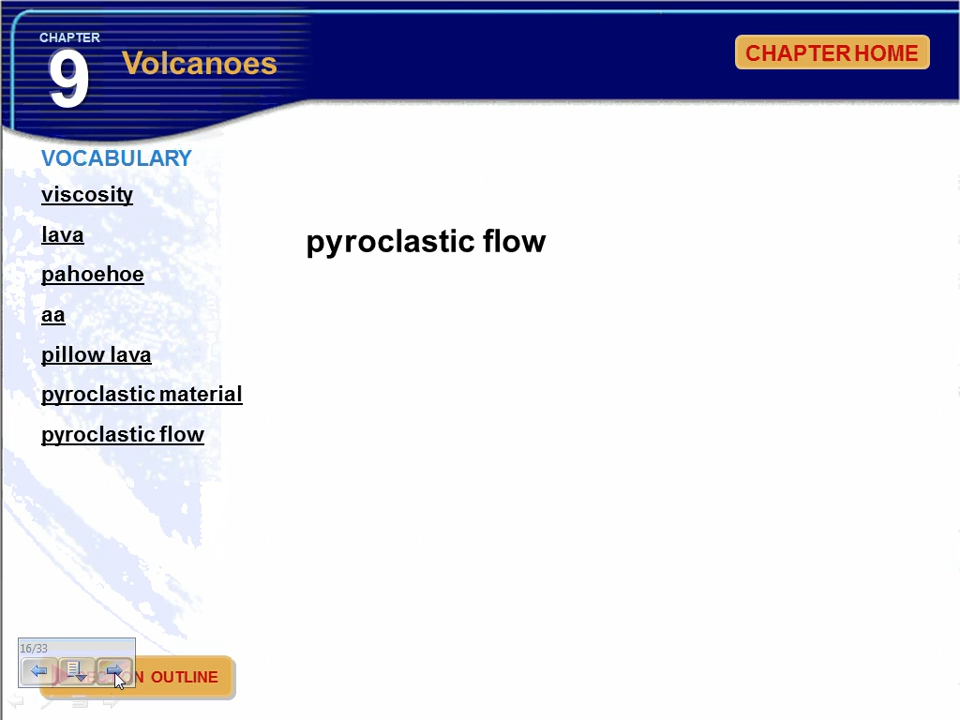 CHAPTER
9
Volcanoes
CHAPTER HOME
VOCABULARY
viscosity
lava
pahoehoe
aa
pillow lava
pyroclastic material
pyroclastic flow
pyroclastic flow
16/33
OUTLINE